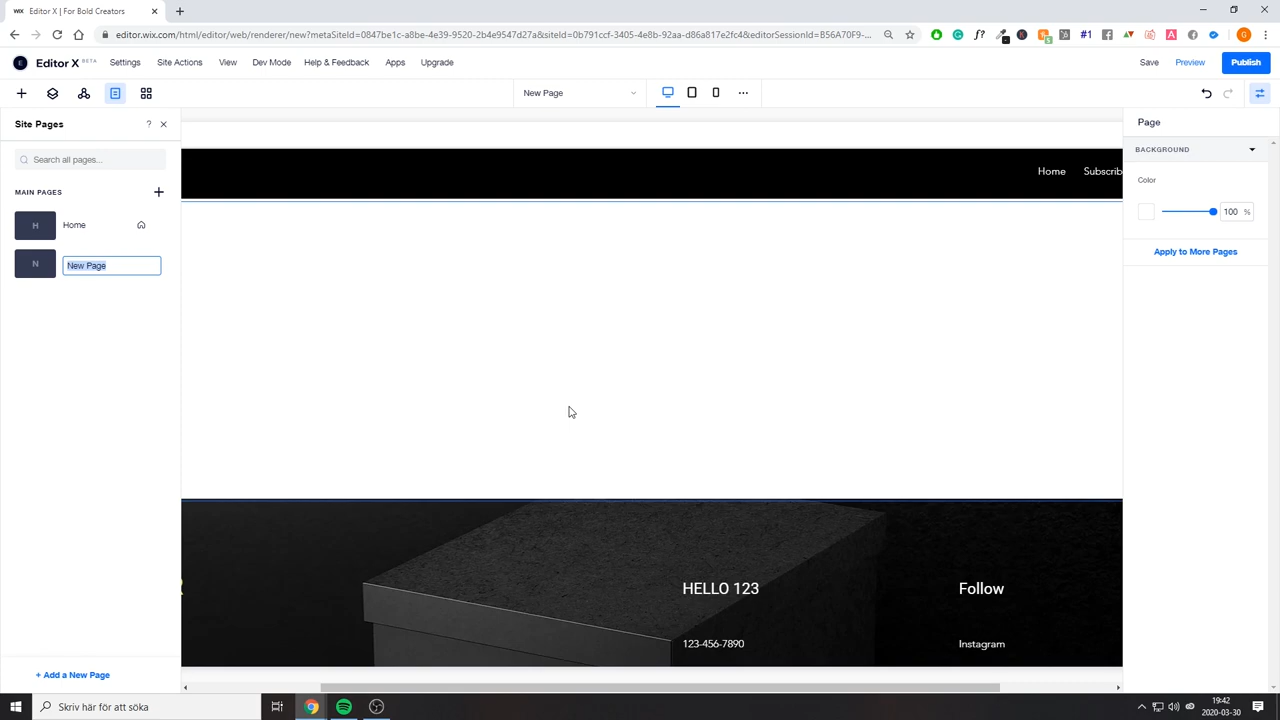 WIX | For Bold Creators
editor.wix.com/html/editor/web/renderer/new?metaSiteId=0847be1c-a8be-4e39-9520-2b4e9547d27a&siteId=0b791ccf-3405-4e8b-92aa-d86a817e2fc4&editorSessionId=B56A70F9-...
Editor X BETA
Settings
Site Actions
View
Dev Mode
Help & Feedback
Apps
Upgrade
Save
Preview
Publish
New Page
Site Pages
?
Page
Search all pages...
BACKGROUND
MAIN PAGES
Home
Subscrib
Color
H
Home
100 %
N
New Page
Apply to More Pages
HELLO 123
Follow
123-456-7890
Instagram
+ Add a New Page
Skriv här för att söka
19:42
2020-03-30